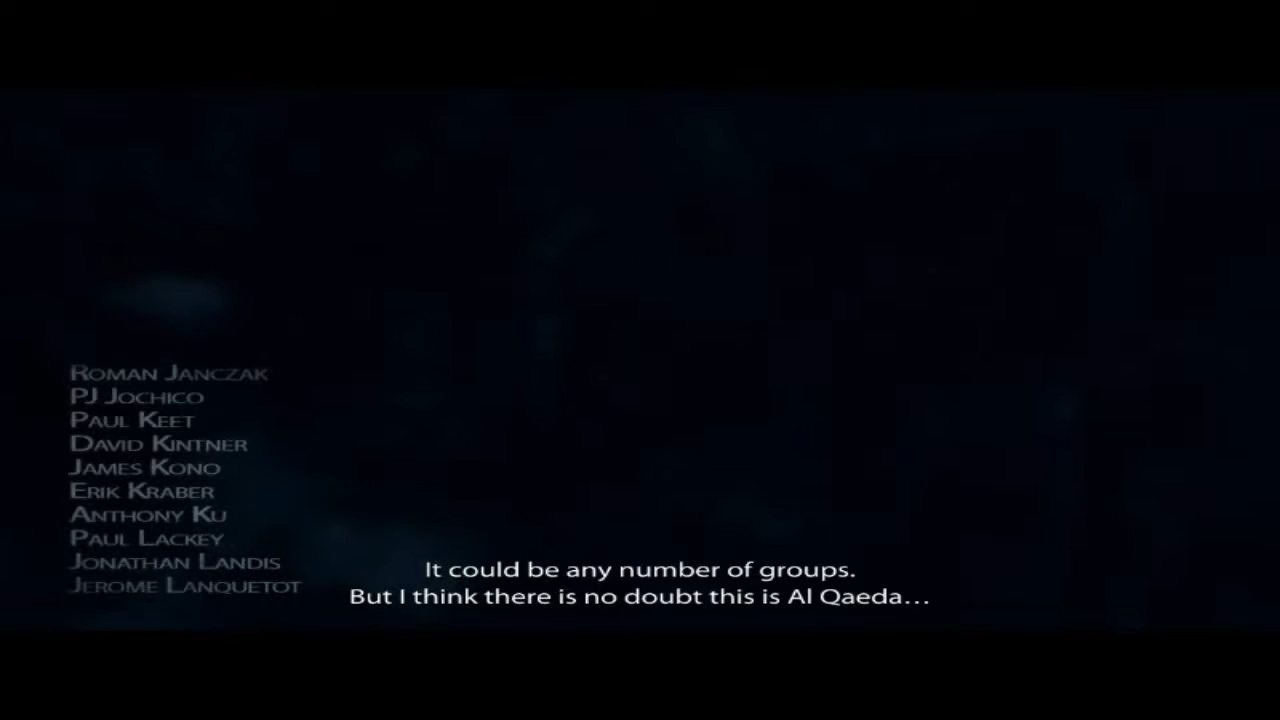 ROMAN JANCZAK
PJ JOCHICO
PAUL KEET
DAVID KINTNER
JAMES KONO
ERIK KRABER
ANTHONY KU
PAUL LACKEY
JONATHAN LANDIS
JEROME LANQUETOT
It could be any number of groups.
But I think there is no doubt this is Al Qaeda...